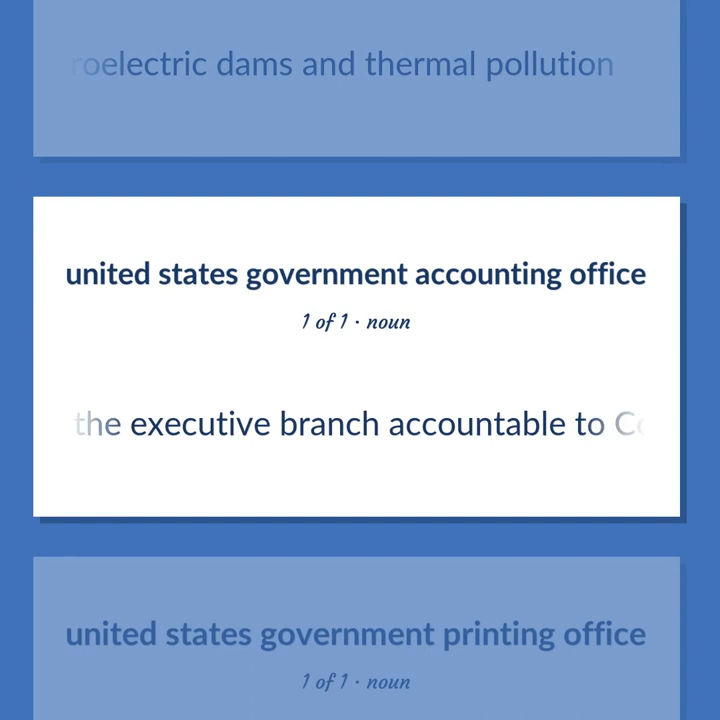 roelectric dams and thermal pollution
united states government accounting office
1 of 1 · noun
the executive branch accountable to Co
united states government printing office
1 of 1 · noun